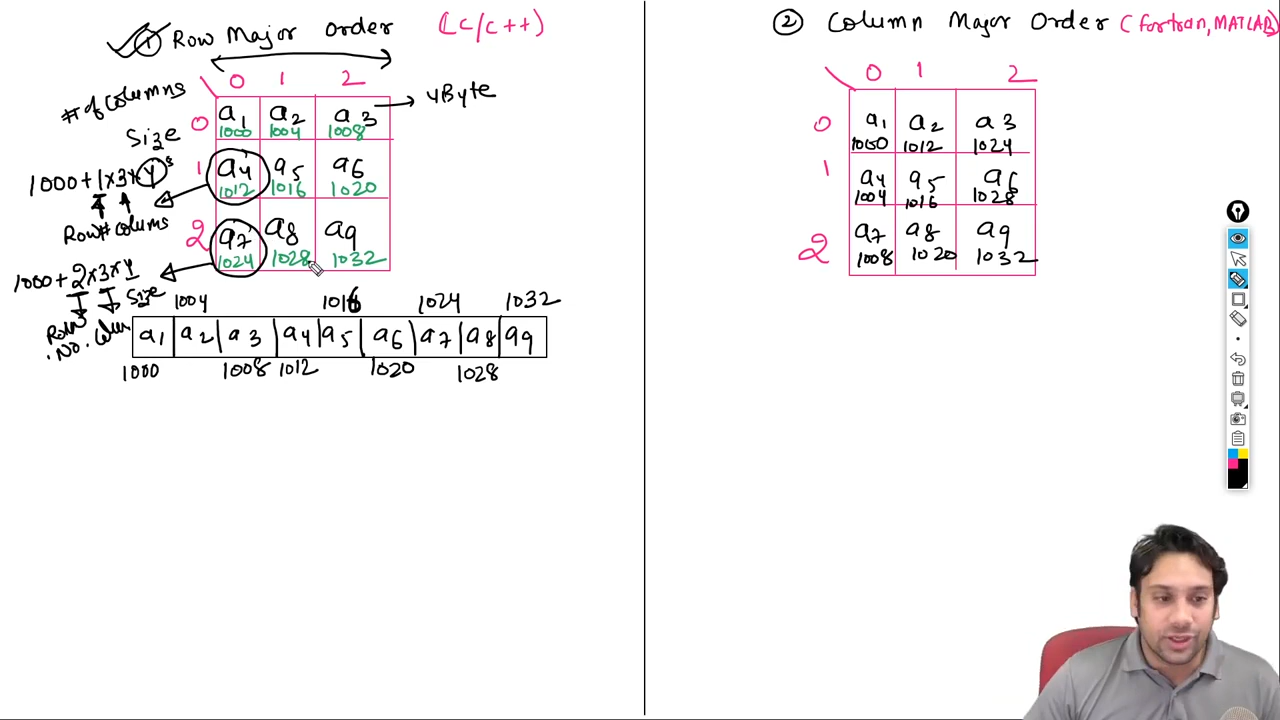 ① Row Major Order (C/C++)
0 1 2
# of Columns
4Byte
Size
0 a1 a2 a3
1000 1004 1008
1 a4 a5 a6
1012 1016 1020
1000+1×3×4
Row# columns
2 a7 a8 a9
1024 1028 1032
1000+2×3×4
Size
Row
No.
1004 1016 1024 1032
a1 a2 a3 a4 a5 a6 a7 a8 a9
1000 1008 1012 1020 1028
② Column Major Order (fortran, MATLAB)
0 1 2
0 a1 a2 a3
1000 1012 1024
1 a4 a5 a6
1004 1016 1028
2 a7 a8 a9
1008 1020 1032